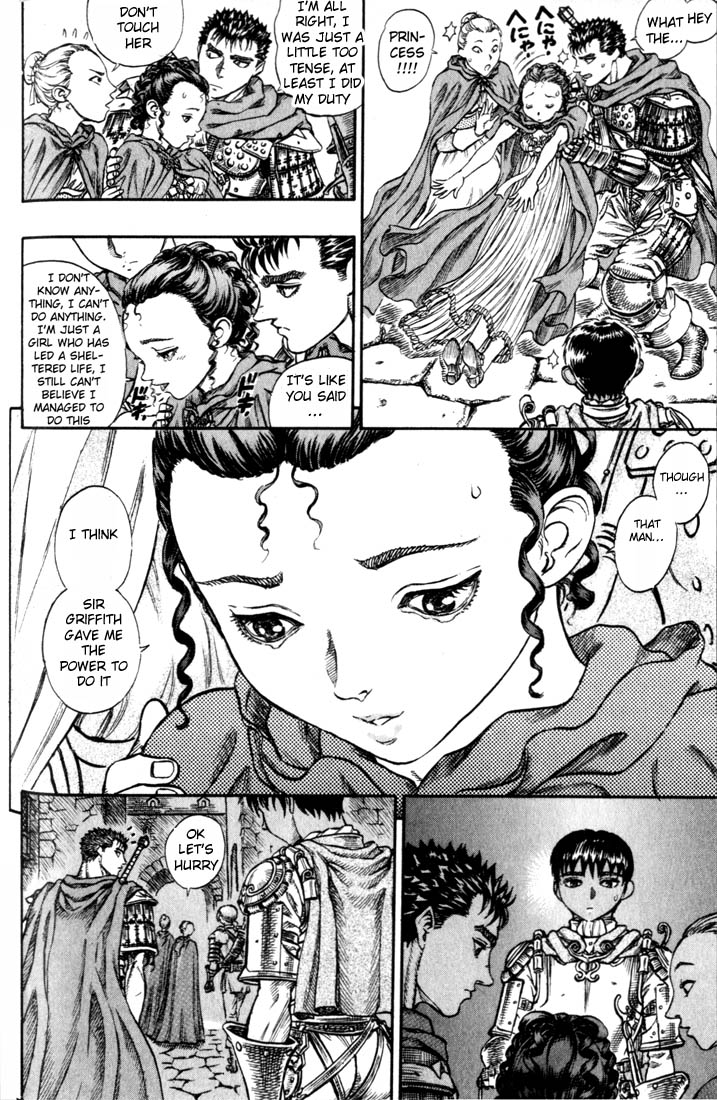 WHAT
HEY
THE...
PRIN-
CESS
!!!!
へにゃ
へにゃ
I'M ALL
RIGHT, I
WAS JUST A
LITTLE TOO
TENSE, AT
LEAST I DID
MY DUTY
DON'T
TOUCH
HER
IT'S LIKE
YOU SAID
...
I DON'T
KNOW ANY-
THING, I CAN'T
DO ANYTHING.
I'M JUST A
GIRL WHO HAS
LED A SHEL-
TERED LIFE, I
STILL CAN'T
BELIEVE I
MANAGED TO
DO THIS
THOUGH
...
THAT
MAN...
I THINK
SIR
GRIFFITH
GAVE ME
THE
POWER TO
DO IT
OK
LET'S
HURRY